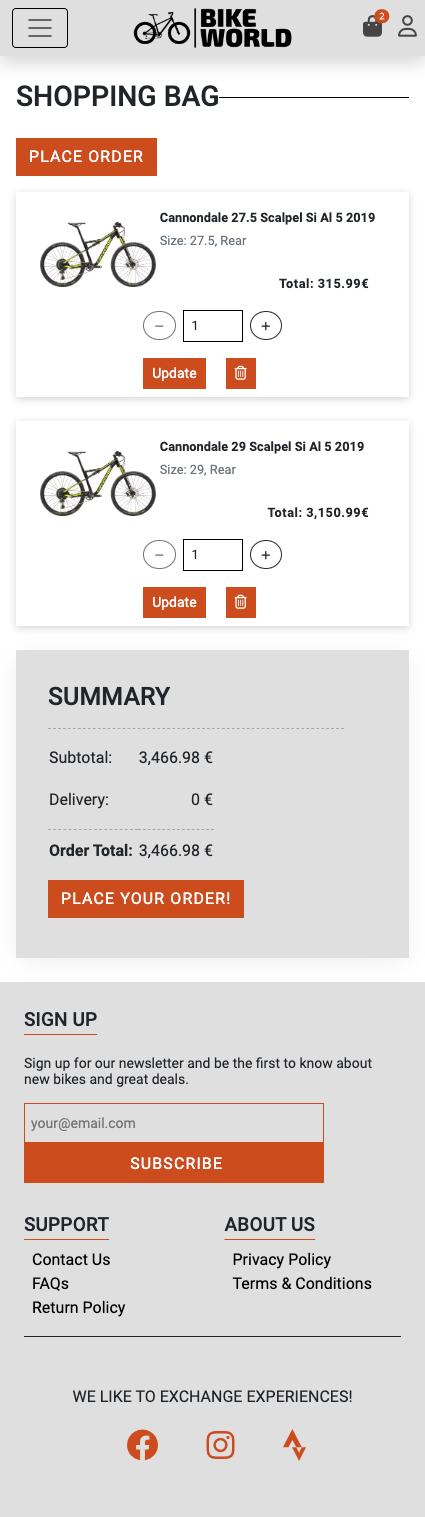 BIKE
WORLD
2
SHOPPING BAG
PLACE ORDER
Cannondale 27.5 Scalpel Si Al 5 2019
Size: 27.5, Rear
Total: 315.99€
− 1 +
Update
Cannondale 29 Scalpel Si Al 5 2019
Size: 29, Rear
Total: 3,150.99€
− 1 +
Update
SUMMARY
Subtotal: 3,466.98 €
Delivery: 0 €
Order Total: 3,466.98 €
PLACE YOUR ORDER!
SIGN UP
Sign up for our newsletter and be the first to know about
new bikes and great deals.
your@email.com
SUBSCRIBE
SUPPORT
Contact Us
FAQs
Return Policy
ABOUT US
Privacy Policy
Terms & Conditions
WE LIKE TO EXCHANGE EXPERIENCES!